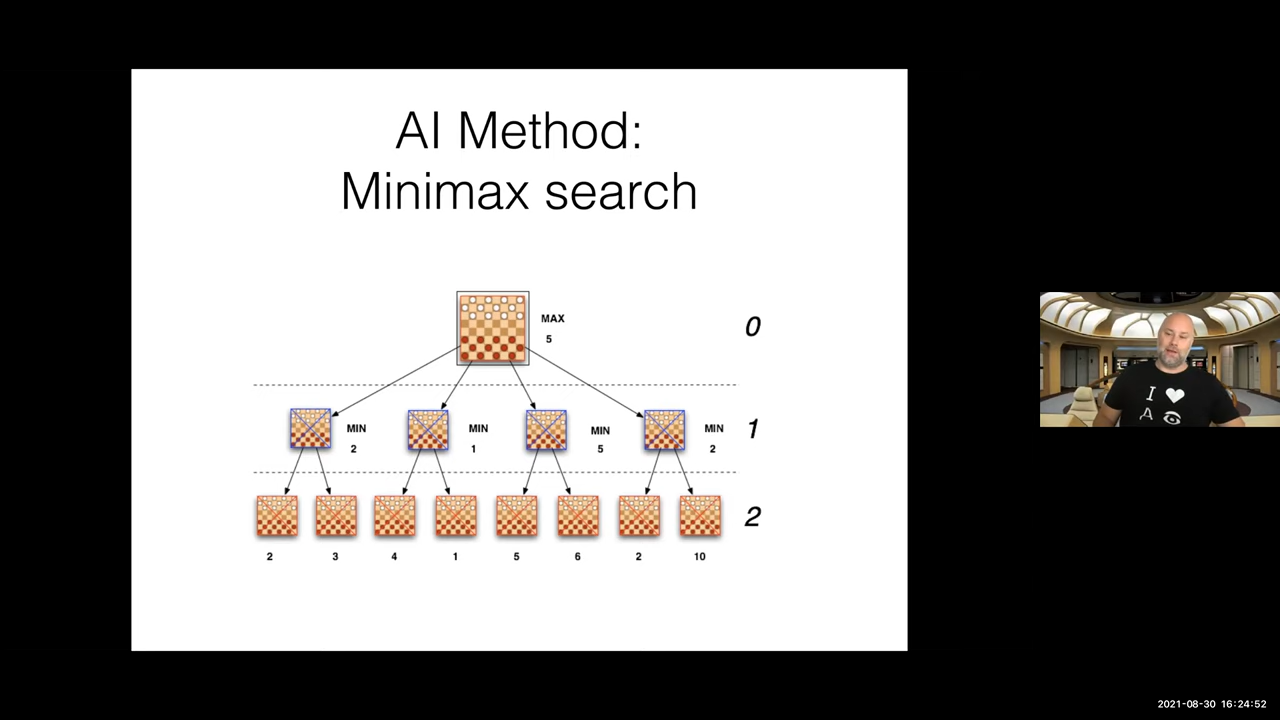 AI Method:
Minimax search
MAX
5
0
MIN
2
MIN
1
MIN
5
MIN
2
1
2
2 3 4 1 5 6 2 10
I ♥
A
2021-08-30 16:24:52